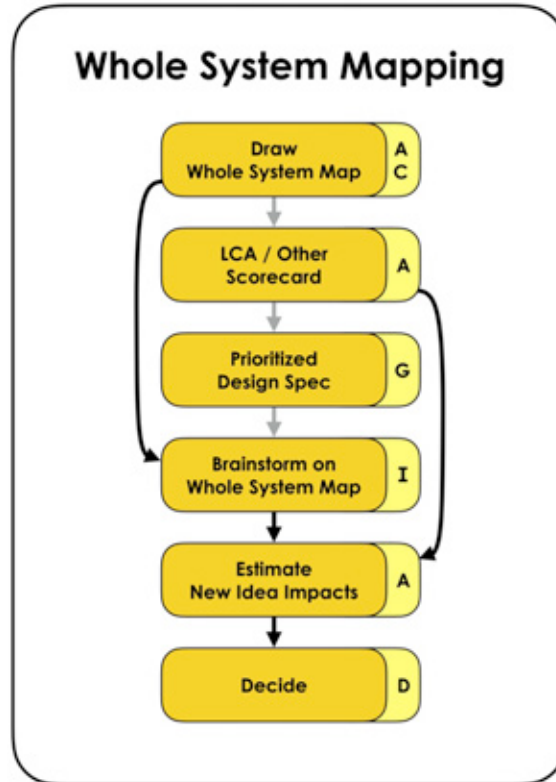 Whole System Mapping
Draw
Whole System Map
A
C
LCA / Other
Scorecard
A
Prioritized
Design Spec
G
Brainstorm on
Whole System Map
I
Estimate
New Idea Impacts
A
Decide
D